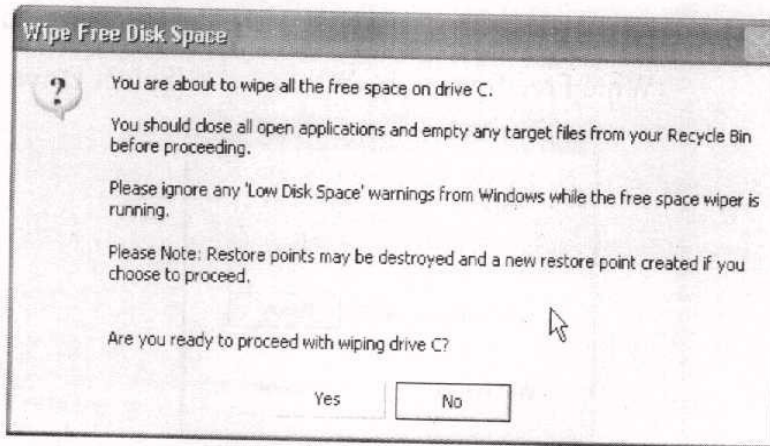 Wipe Free Disk Space
You are about to wipe all the free space on drive C.
You should close all open applications and empty any target files from your Recycle Bin
before proceeding.
Please ignore any 'Low Disk Space' warnings from Windows while the free space wiper is
running.
Please Note: Restore points may be destroyed and a new restore point created if you
choose to proceed.
Are you ready to proceed with wiping drive C?
Yes
No